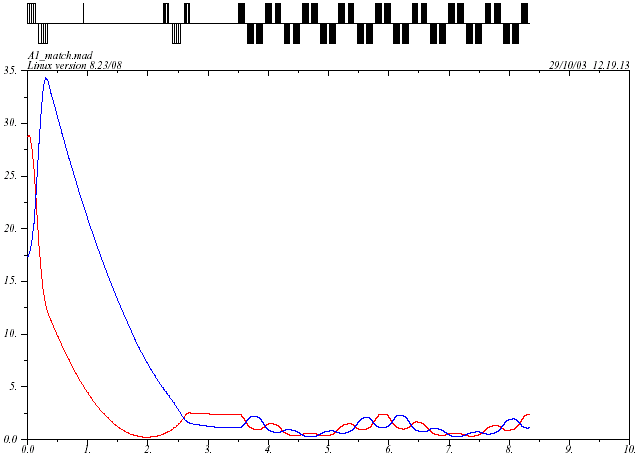 A1_match.mad
Linux version 8.23/08 29/10/03 12.19.13
35.
30.
25.
20.
15.
10.
5.
0.0
0.0 1. 2. 3. 4. 5. 6. 7. 8. 9. 10.